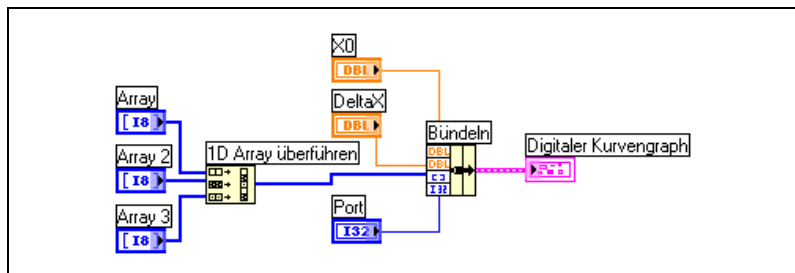 X0
DBL
Array
[I8]
DeltaX
DBL
Array 2
[I8]
1D Array überführen
Bündeln
DBL
DBL
[]
I32
Digitaler Kurvengraph
Array 3
[I8]
Port
I32